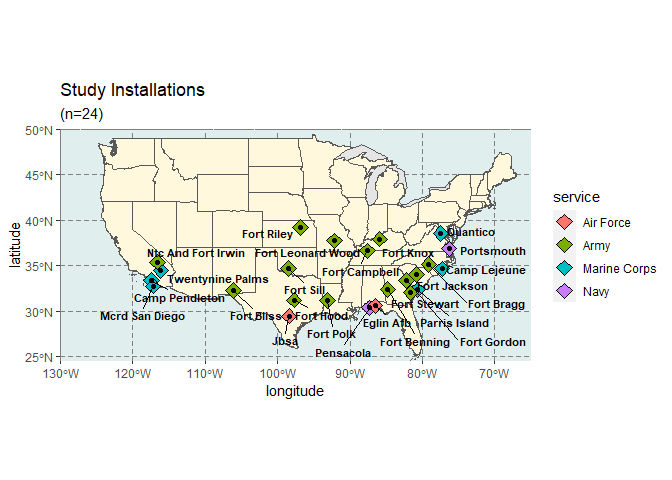 Study Installations
(n=24)
50°N
45°N
40°N
35°N
30°N
25°N
latitude
Fort Riley
Quantico
Ntc And Fort Irwin
Fort Leonard Wood
Fort Knox
Portsmouth
Twentynine Palms
Fort Campbell
Camp Lejeune
Camp Pendleton
Fort Sill
Fort Jackson
Fort Stewart
Fort Bragg
Mcrd San Diego
Fort Bliss
Fort Hood
Eglin Afb
Parris Island
Fort Polk
Jbsa
Fort Benning
Fort Gordon
Pensacola
130°W
120°W
110°W
100°W
90°W
80°W
70°W
longitude
service
Air Force
Army
Marine Corps
Navy